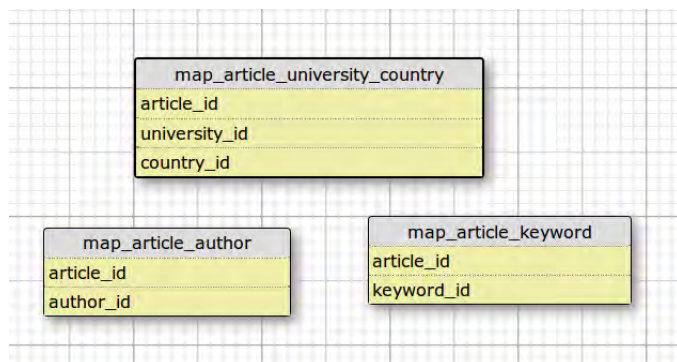 map_article_university_country
article_id
university_id
country_id
map_article_author
article_id
author_id
map_article_keyword
article_id
keyword_id